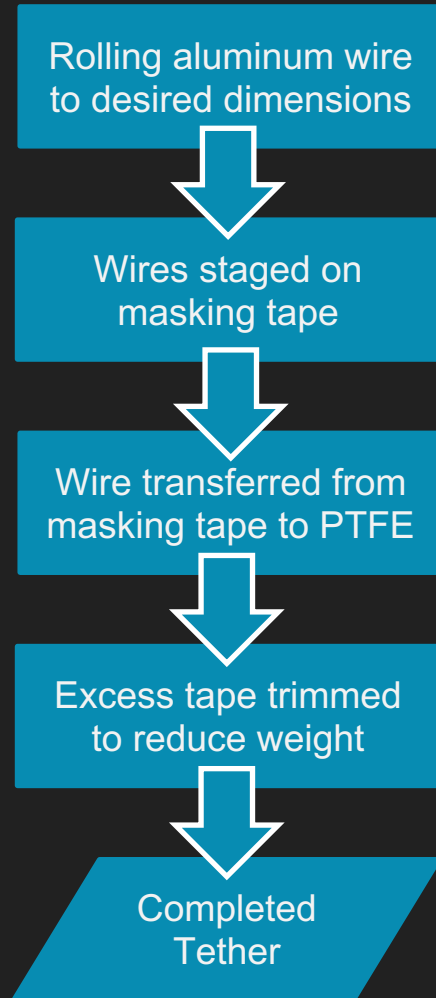 Rolling aluminum wire
to desired dimensions
Wires staged on
masking tape
Wire transferred from
masking tape to PTFE
Excess tape trimmed
to reduce weight
Completed
Tether